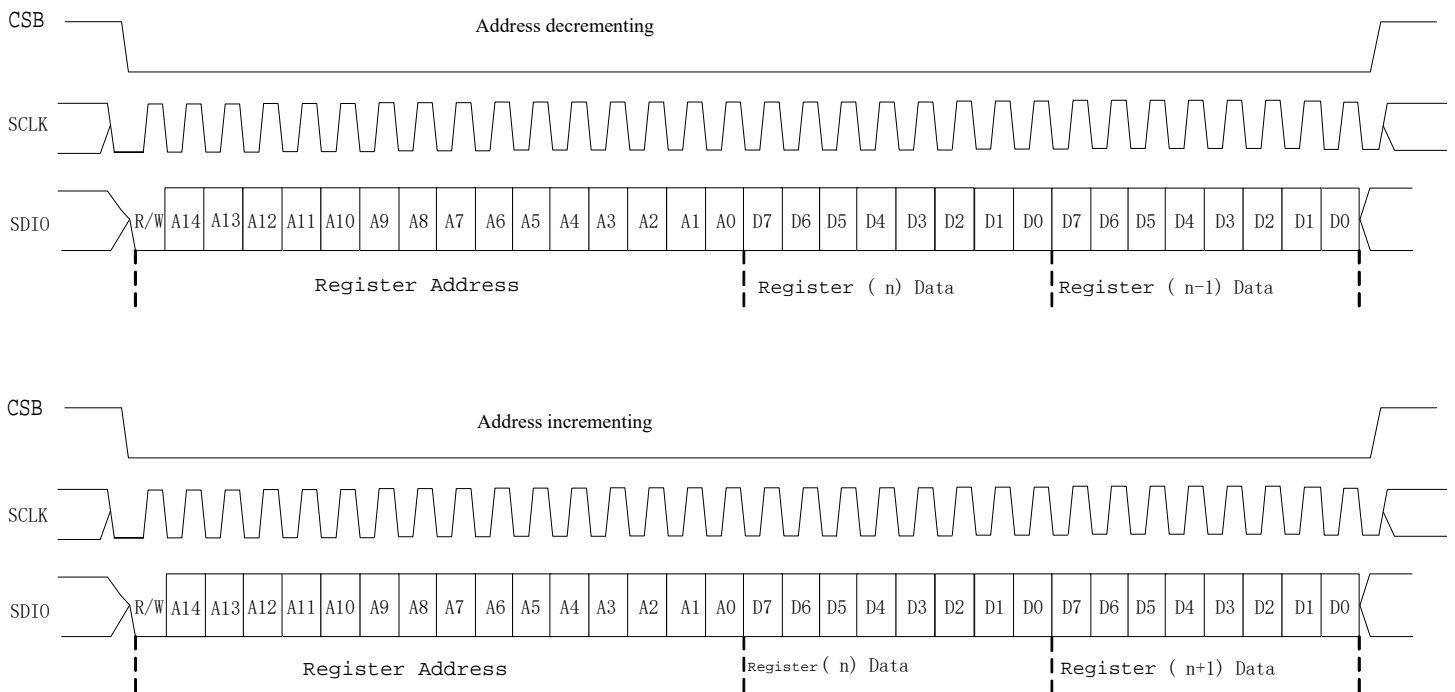 CSB
Address decrementing
SCLK
SDIO R/W A14 A13 A12 A11 A10 A9 A8 A7 A6 A5 A4 A3 A2 A1 A0 D7 D6 D5 D4 D3 D2 D1 D0 D7 D6 D5 D4 D3 D2 D1 D0
Register Address Register ( n) Data Register ( n-1) Data
CSB
Address incrementing
SCLK
SDIO R/W A14 A13 A12 A11 A10 A9 A8 A7 A6 A5 A4 A3 A2 A1 A0 D7 D6 D5 D4 D3 D2 D1 D0 D7 D6 D5 D4 D3 D2 D1 D0
Register Address Register ( n) Data Register ( n+1) Data